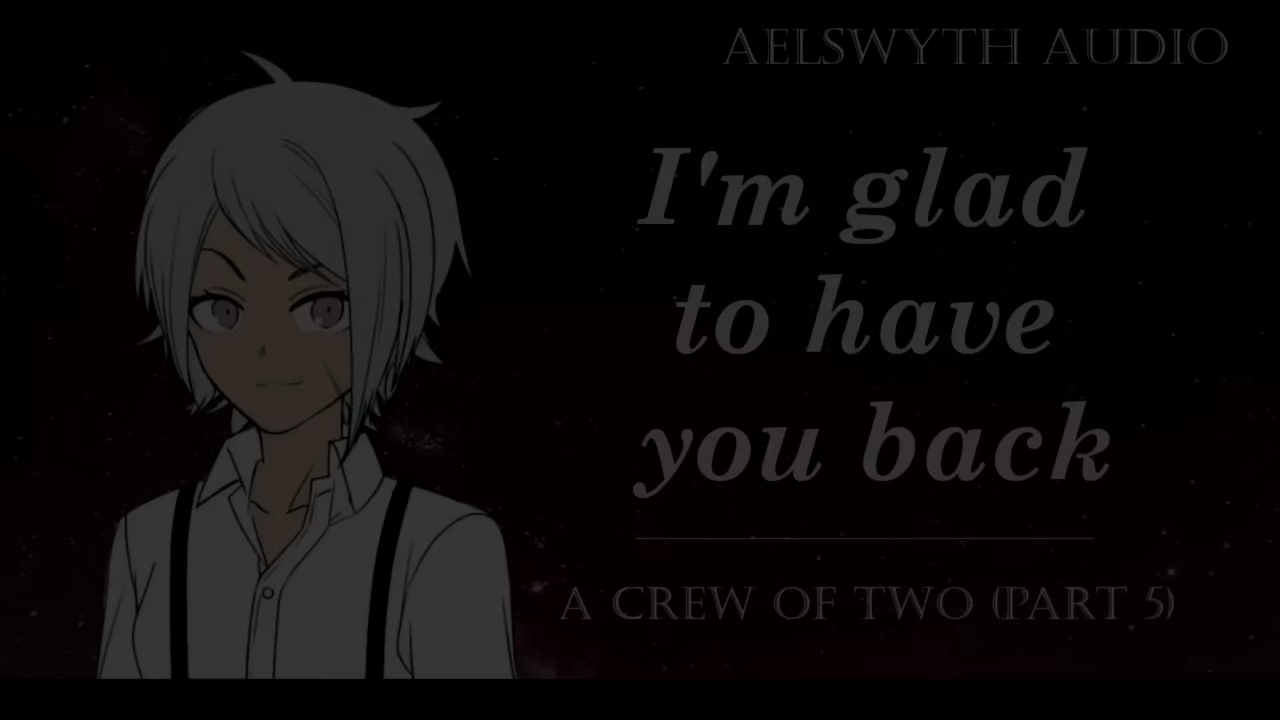 AELSWYTH AUDIO
I'm glad
to have
you back
A CREW OF TWO (PART 5)